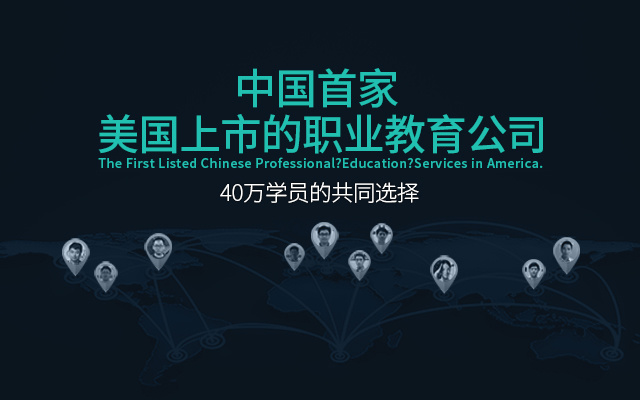 中国首家
美国上市的职业教育公司
The First Listed Chinese Professional?Education?Services in America.
40万学员的共同选择